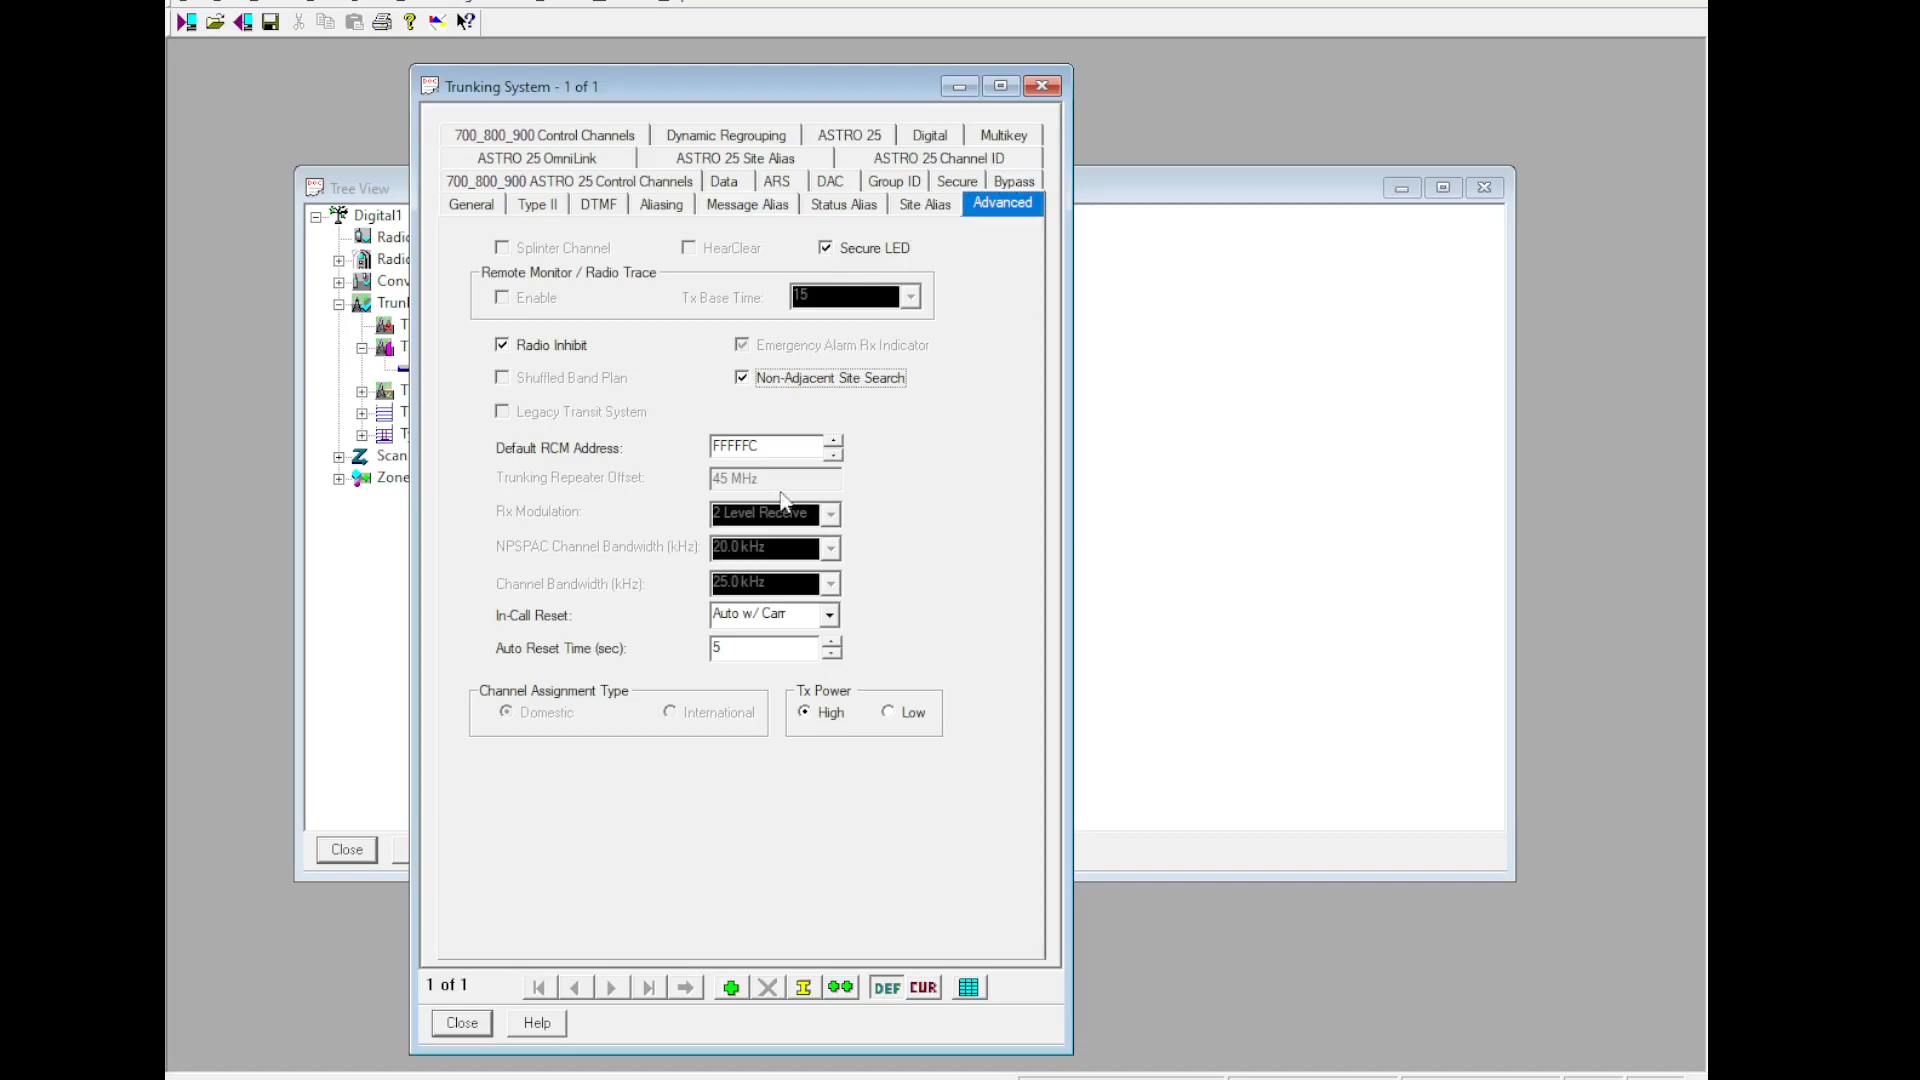 Trunking System - 1 of 1
700_800_900 Control Channels Dynamic Regrouping ASTRO 25 Digital Multikey
ASTRO 25 OmniLink ASTRO 25 Site Alias ASTRO 25 Channel ID
700_800_900 ASTRO 25 Control Channels Data ARS DAC Group ID Secure Bypass
General Type II DTMF Aliasing Message Alias Status Alias Site Alias Advanced
Tree View
Digital1
Radio
Radio
Conv
Trun
T
T
T
T
Ty
Scan
Zone
Close
Splinter Channel HearClear Secure LED
Remote Monitor / Radio Trace
Enable Tx Base Time: 15
Radio Inhibit Emergency Alarm Rx Indicator
Shuffled Band Plan Non-Adjacent Site Search
Legacy Transit System
Default RCM Address: FFFFFC
Trunking Repeater Offset: 45 MHz
Rx Modulation: 2 Level Receive
NPSPAC Channel Bandwidth (kHz): 20.0 kHz
Channel Bandwidth (kHz): 25.0 kHz
In-Call Reset: Auto w/ Carr
Auto Reset Time (sec): 5
Channel Assignment Type Tx Power
Domestic International High Low
1 of 1 DEF CUR
Close Help